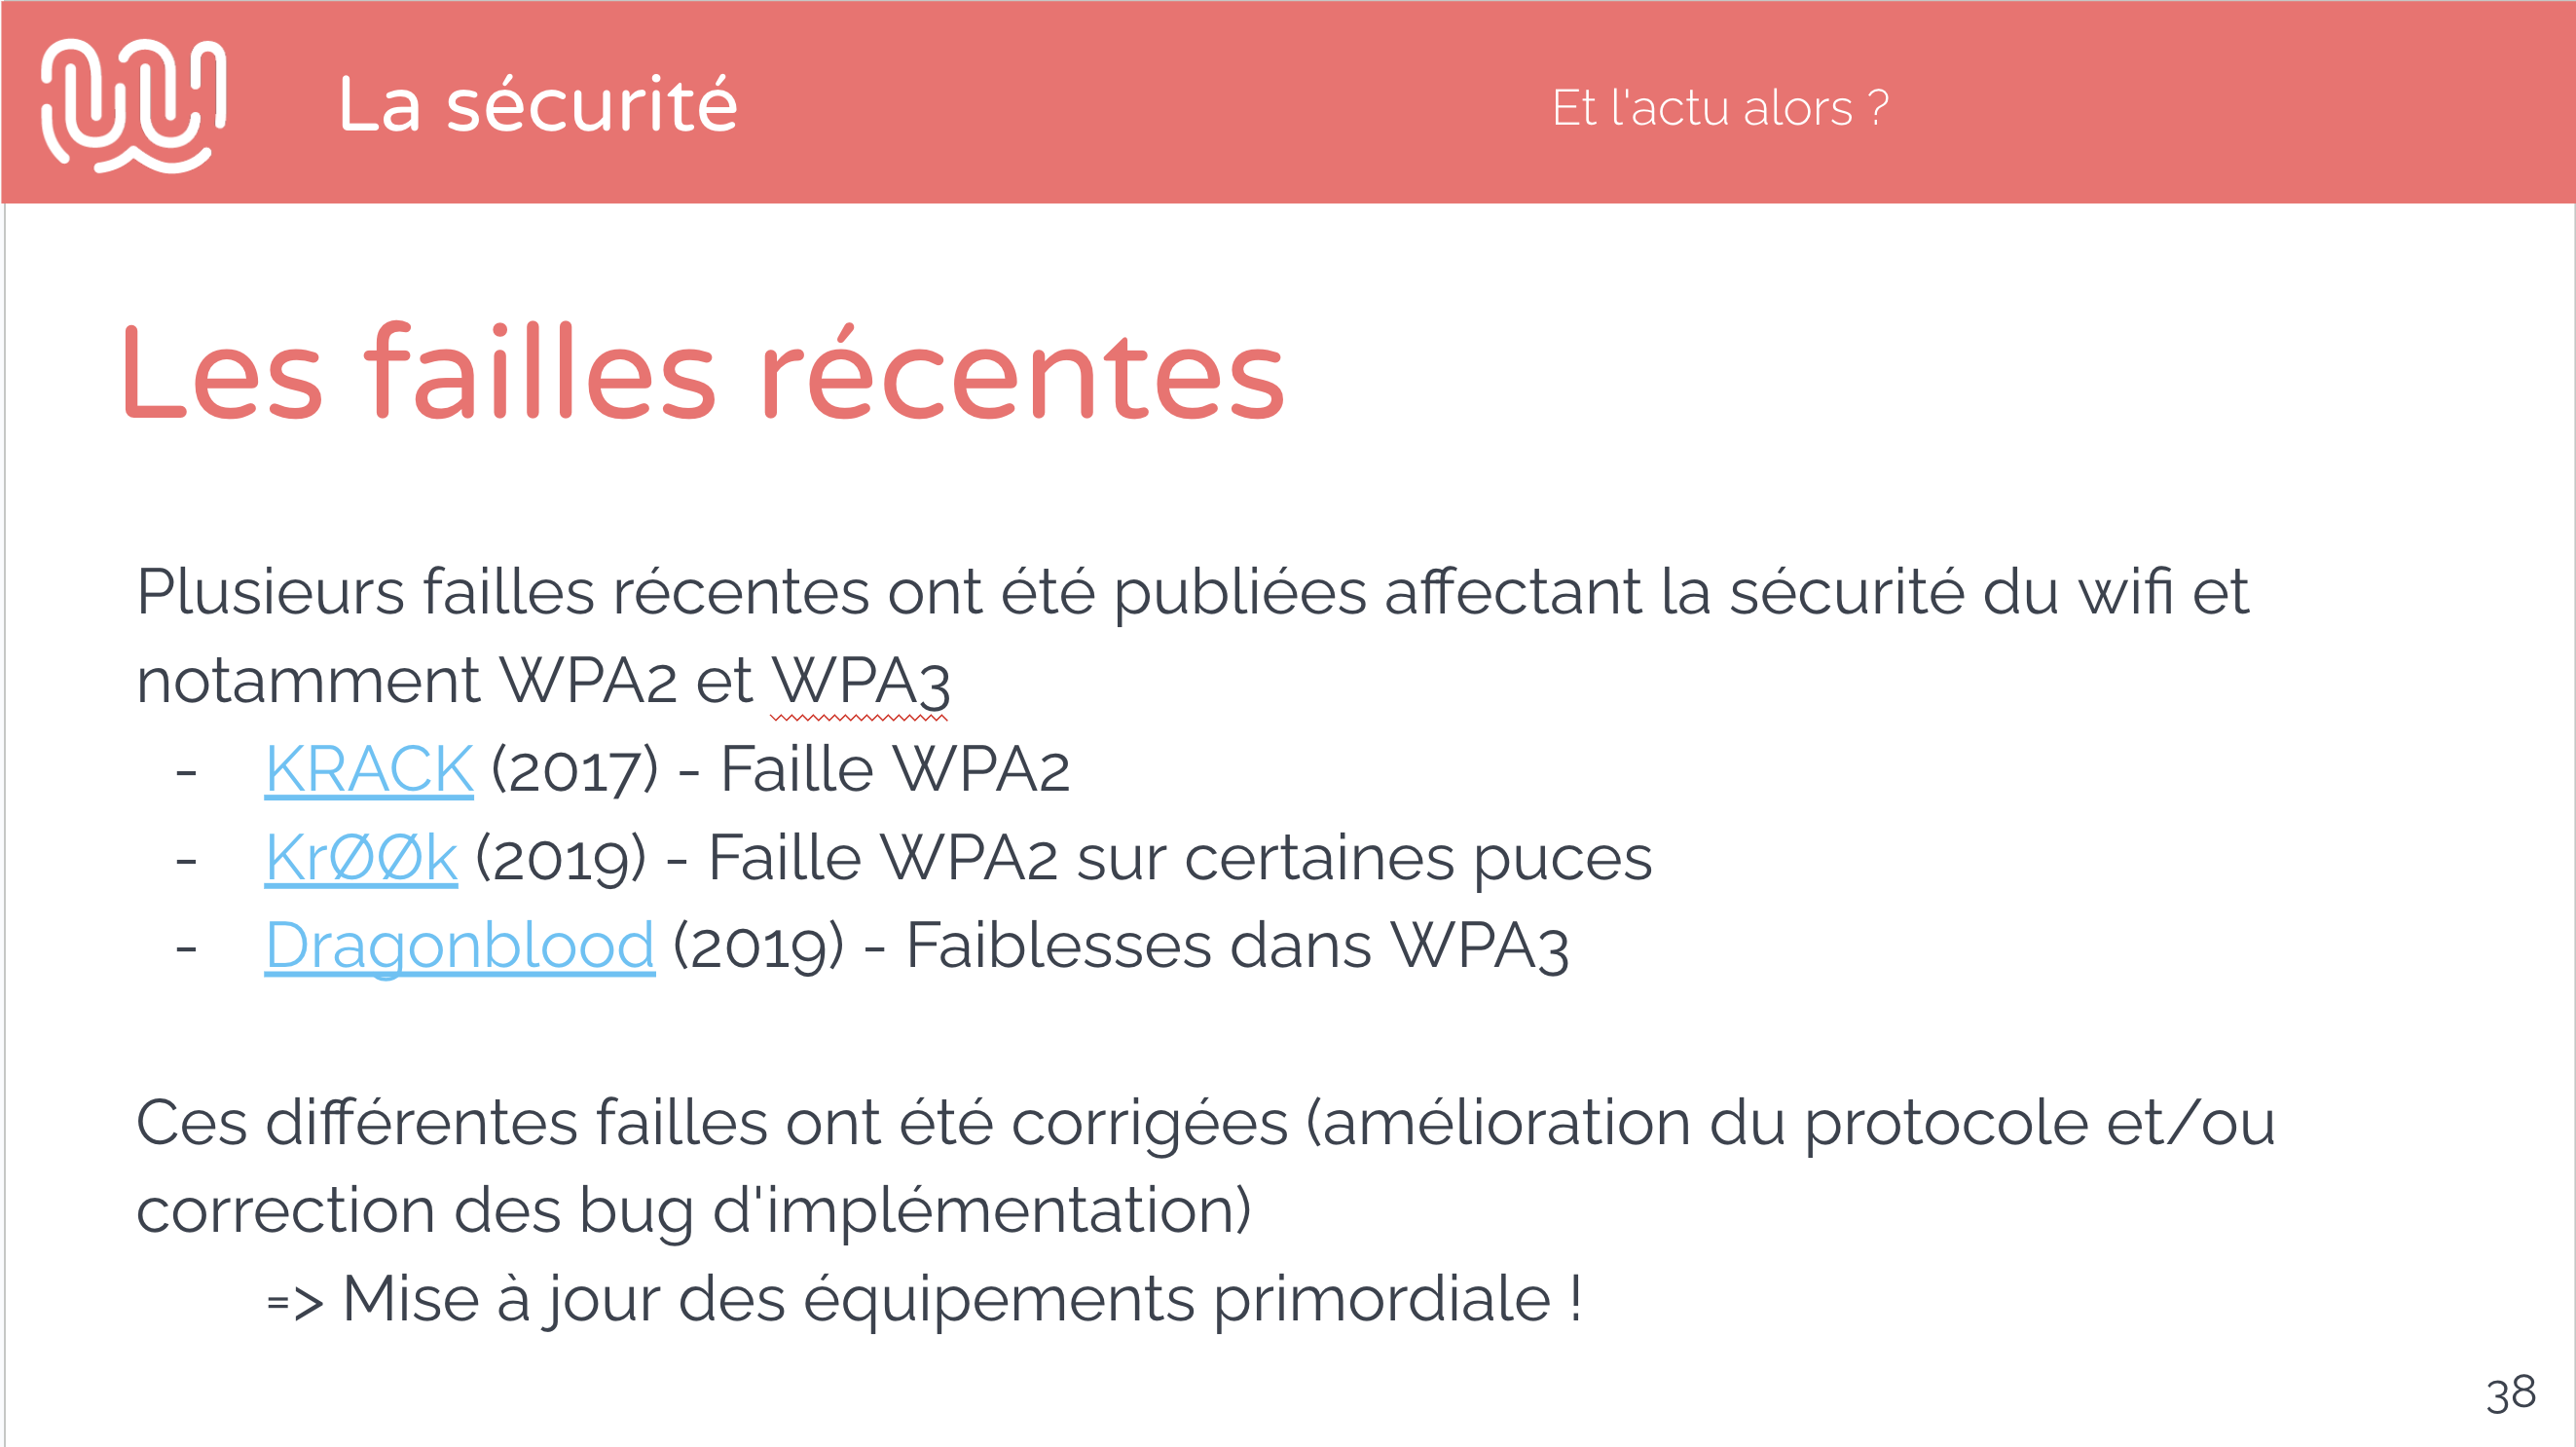 La sécurité
Et l'actu alors ?
Les failles récentes
Plusieurs failles récentes ont été publiées affectant la sécurité du wifi et
notamment WPA2 et WPA3
- KRACK (2017) - Faille WPA2
- KrØØk (2019) - Faille WPA2 sur certaines puces
- Dragonblood (2019) - Faiblesses dans WPA3
Ces différentes failles ont été corrigées (amélioration du protocole et/ou
correction des bug d'implémentation)
=> Mise à jour des équipements primordiale !
38